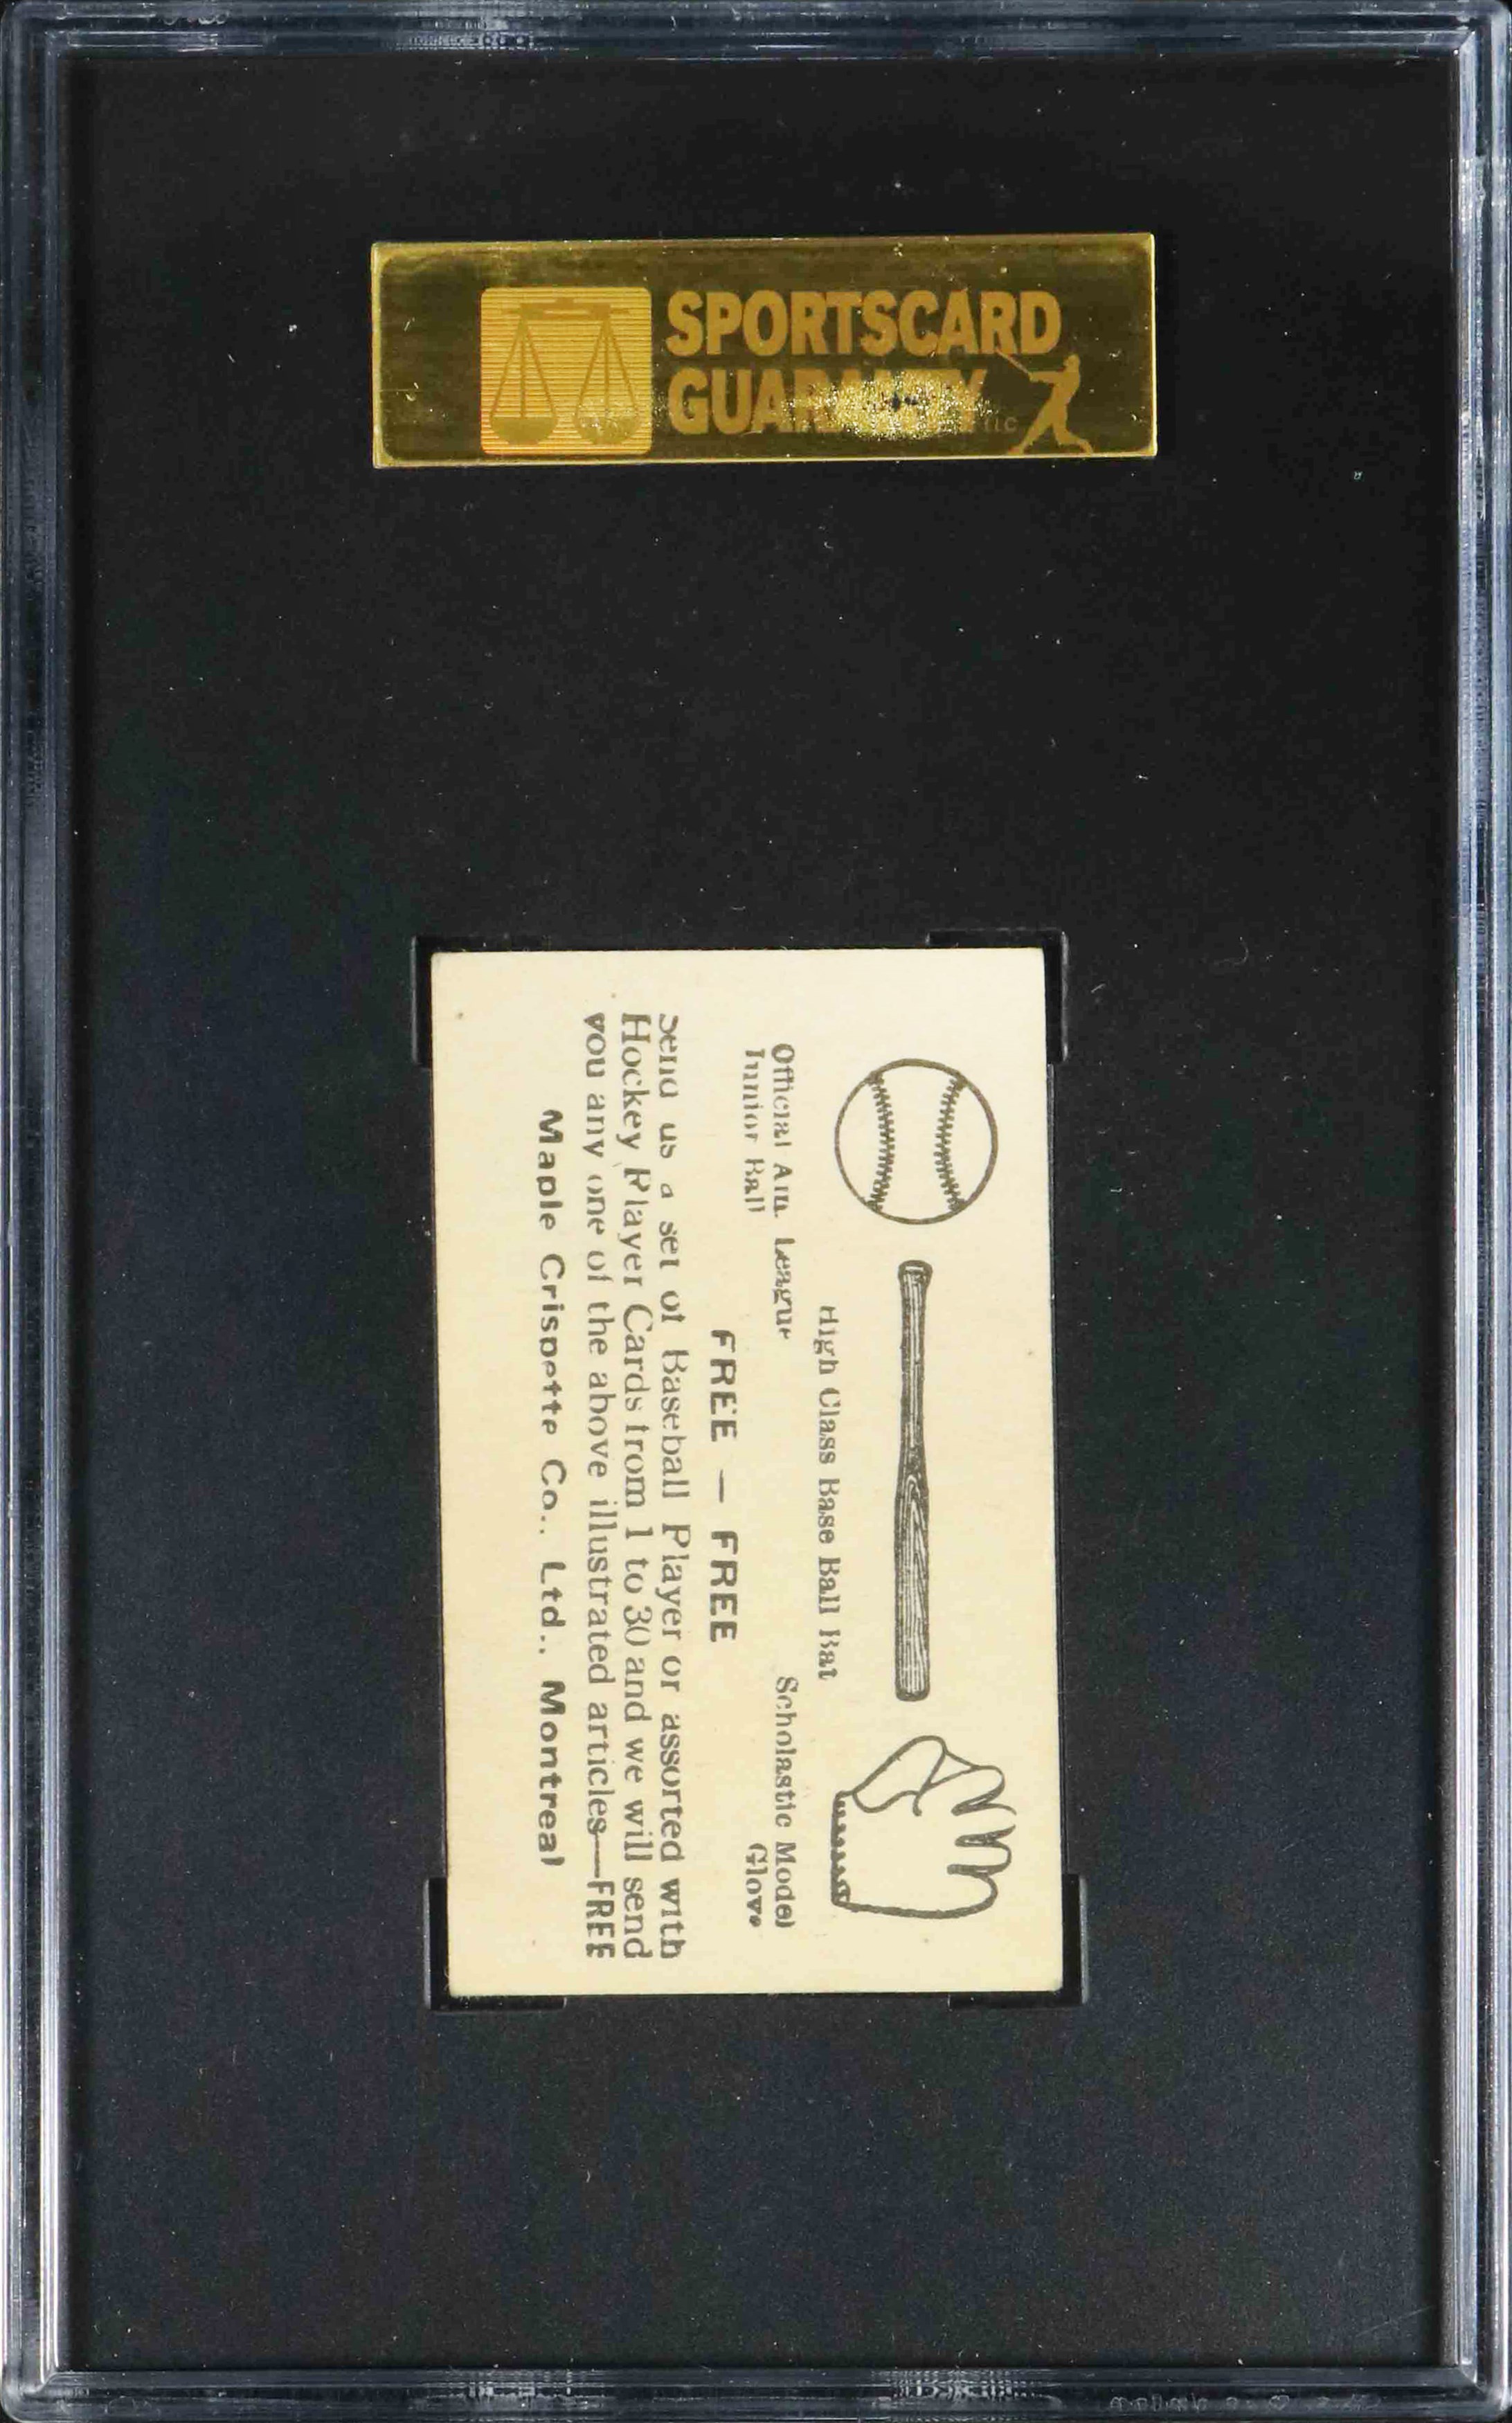 SPORTSCARD
GUARANTY
LLC
High Class Base Ball Bat
Official Am. League
Junior Ball
Scholastic Model
Glove
FREE — FREE
Send us a set of Baseball Player or assorted with
Hockey Player Cards from 1 to 30 and we will send
you any one of the above illustrated articles—FREE
Maple Crispette Co., Ltd., Montreal